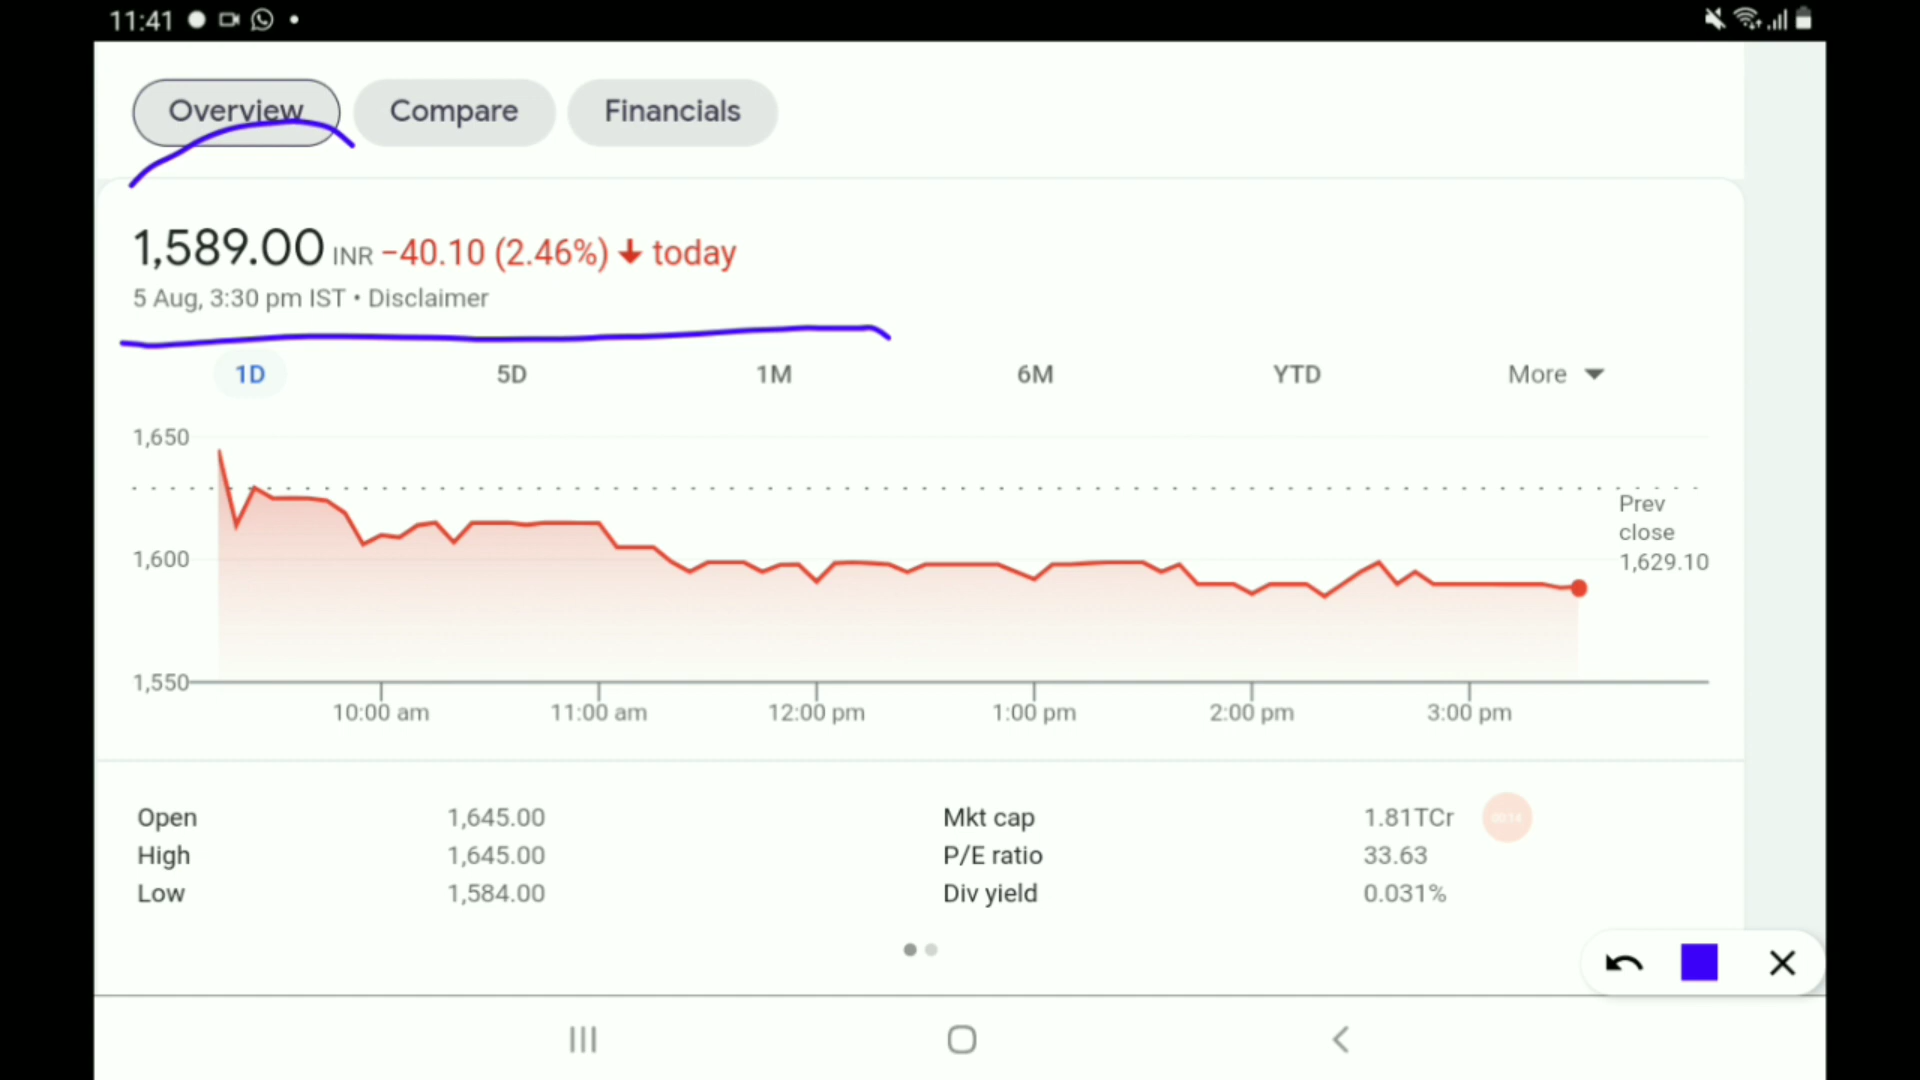 11:41
Overview Compare Financials
1,589.00 INR −40.10 (2.46%) today
5 Aug, 3:30 pm IST • Disclaimer
1D 5D 1M 6M YTD More
1,650
1,600
1,550
Prev
close
1,629.10
10:00 am 11:00 am 12:00 pm 1:00 pm 2:00 pm 3:00 pm
Open 1,645.00 Mkt cap 1.81TCr
00:14
High 1,645.00 P/E ratio 33.63
Low 1,584.00 Div yield 0.031%